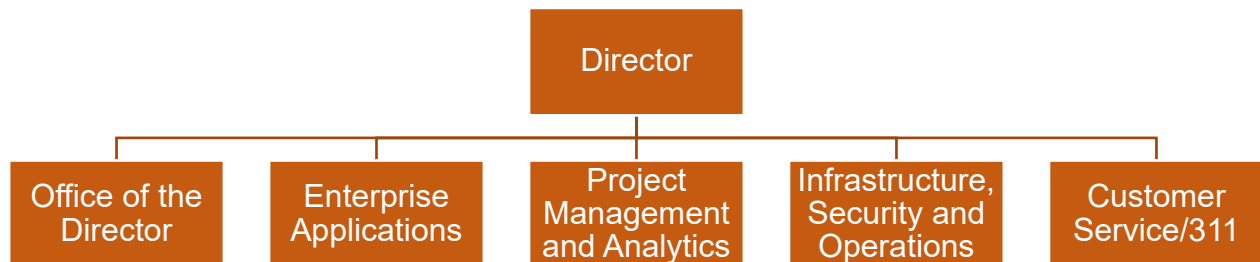 Director
Office of the
Director
Enterprise
Applications
Project
Management
and Analytics
Infrastructure,
Security and
Operations
Customer
Service/311